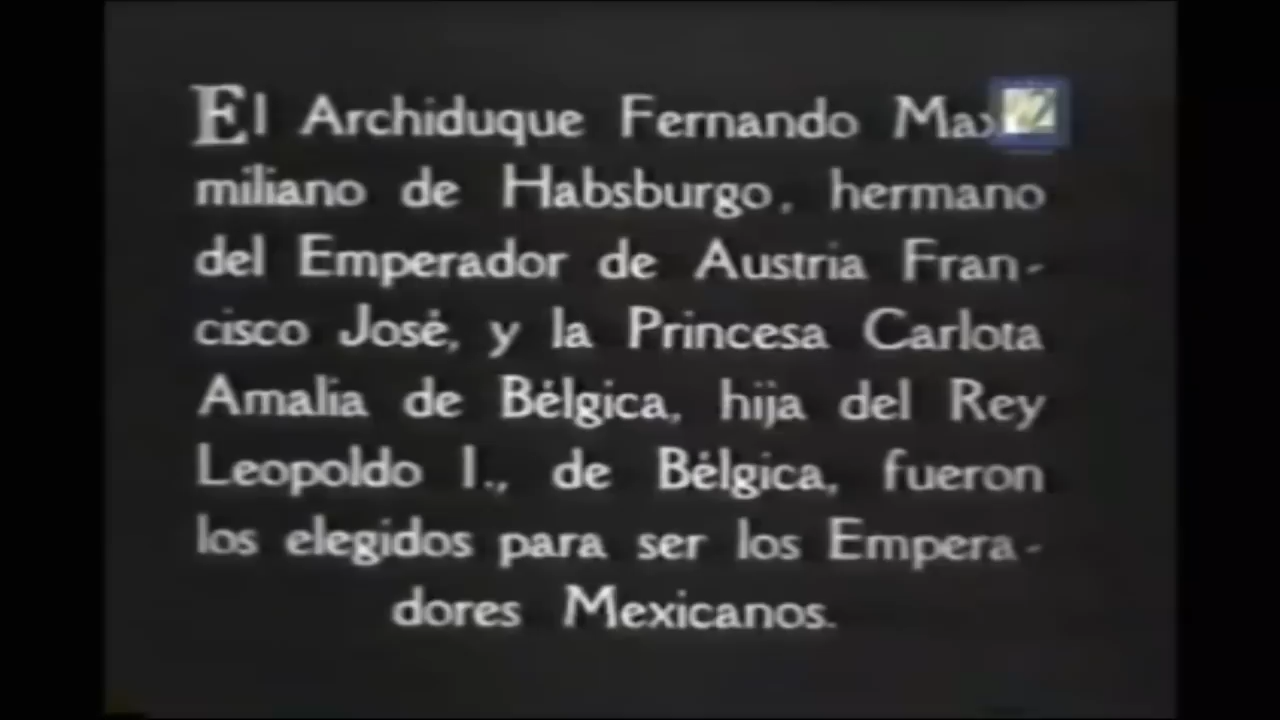 El Archiduque Fernando Max
miliano de Habsburgo, hermano
del Emperador de Austria Fran-
cisco José, y la Princesa Carlota
Amalia de Bélgica, hija del Rey
Leopoldo I., de Bélgica, fueron
los elegidos para ser los Empera-
dores Mexicanos.